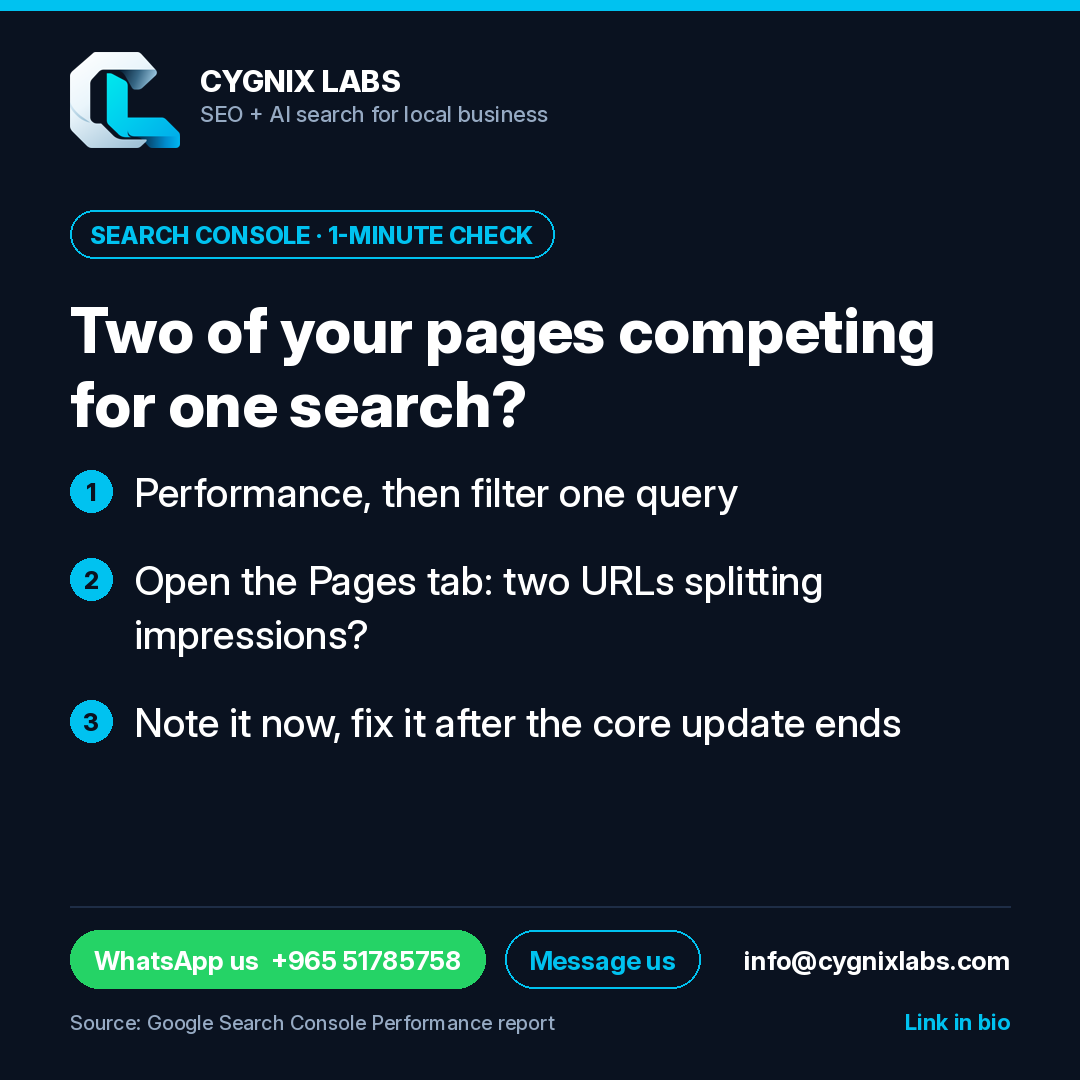 CYGNIX LABS
SEO + AI search for local business
SEARCH CONSOLE · 1-MINUTE CHECK
Two of your pages competing
for one search?
1 Performance, then filter one query
2 Open the Pages tab: two URLs splitting
impressions?
3 Note it now, fix it after the core update ends
WhatsApp us +965 51785758 Message us info@cygnixlabs.com
Source: Google Search Console Performance report Link in bio